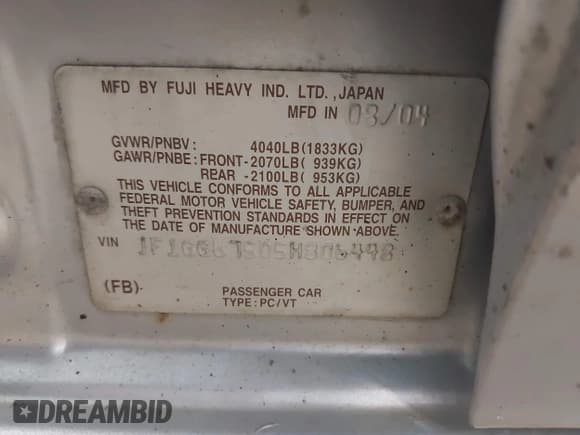 MFD BY FUJI HEAVY IND. LTD.,JAPAN
MFD IN 08/04
GVWR/PNBV: 4040LB(1833KG)
GAWR/PNBE: FRONT-2070LB( 939KG)
REAR -2100LB( 953KG)
THIS VEHICLE CONFORMS TO ALL APPLICABLE
FEDERAL MOTOR VEHICLE SAFETY, BUMPER, AND
THEFT PREVENTION STANDARDS IN EFFECT ON
THE DATE OF MANUFACTURE SHOWN ABOVE.
VIN
(FB) PASSENGER CAR
TYPE:PC/VT
DREAMBID